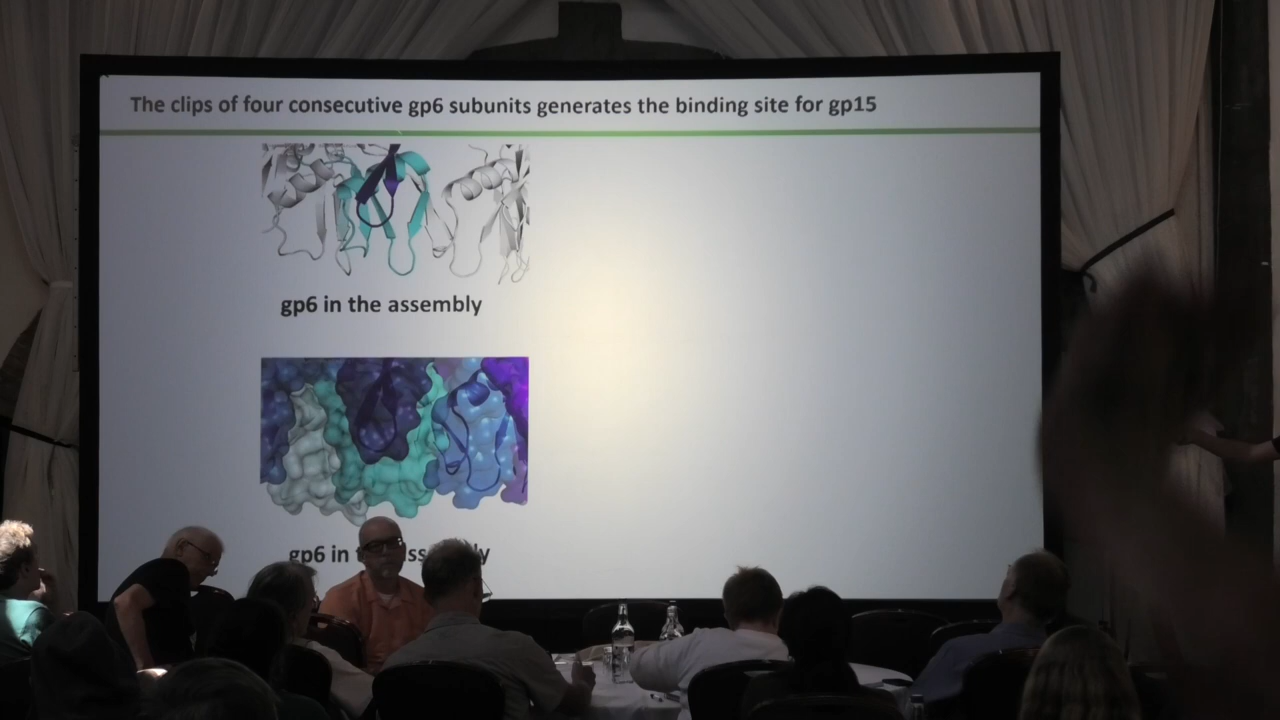 The clips of four consecutive gp6 subunits generates the binding site for gp15
gp6 in the assembly
gp6 in assembly